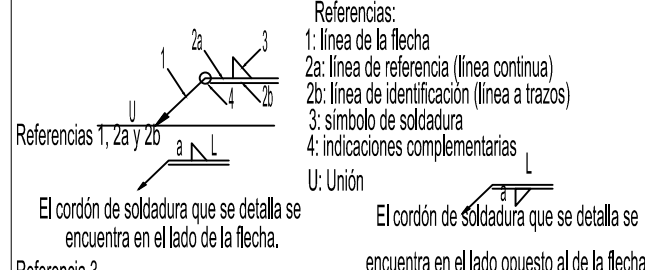 Referencias:
1: línea de la flecha
2a: línea de referencia (línea continua)
2b: línea de identificación (línea a trazos)
3: símbolo de soldadura
4: indicaciones complementarias
U: Unión
2a
3
1
4
2b
U
Referencias 1, 2a y 2b
a L
El cordón de soldadura que se detalla se
encuentra en el lado de la flecha.
L
a
El cordón de soldadura que se detalla se
encuentra en el lado opuesto al de la flecha
Referencia 3